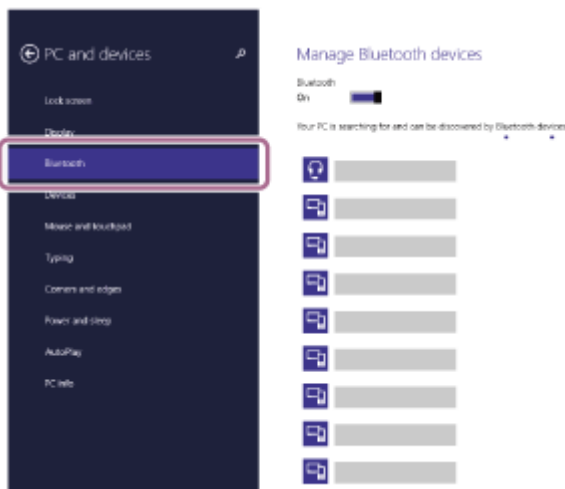 PC and devices
Lock screen
Display
Bluetooth
Devices
Mouse and touchpad
Typing
Corners and edges
Power and sleep
AutoPlay
PC info
Manage Bluetooth devices
Bluetooth
On
Your PC is searching for and can be discovered by Bluetooth devices